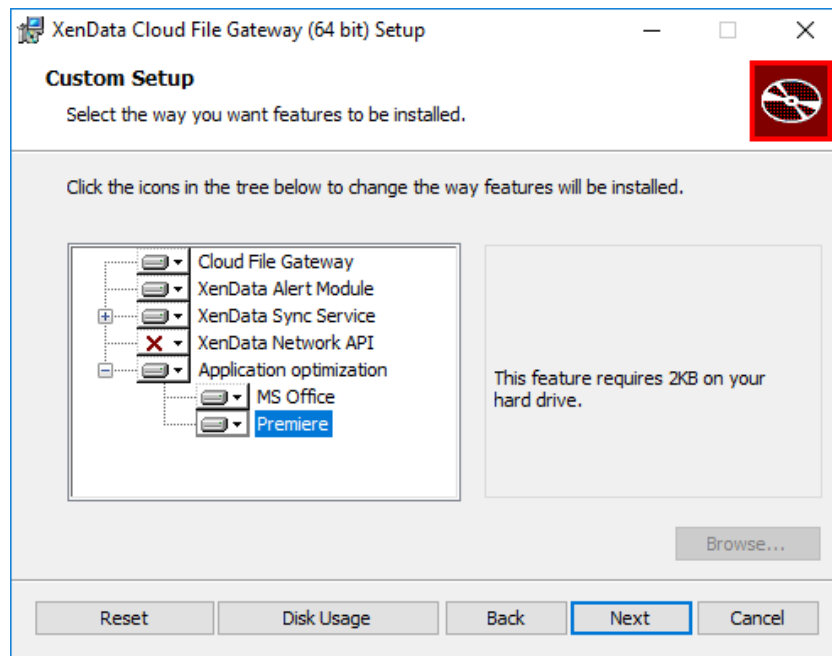 XenData Cloud File Gateway (64 bit) Setup
Custom Setup
Select the way you want features to be installed.
Click the icons in the tree below to change the way features will be installed.
Cloud File Gateway
XenData Alert Module
XenData Sync Service
XenData Network API
Application optimization
MS Office
Premiere
This feature requires 2KB on your
hard drive.
Browse...
Reset
Disk Usage
Back
Next
Cancel